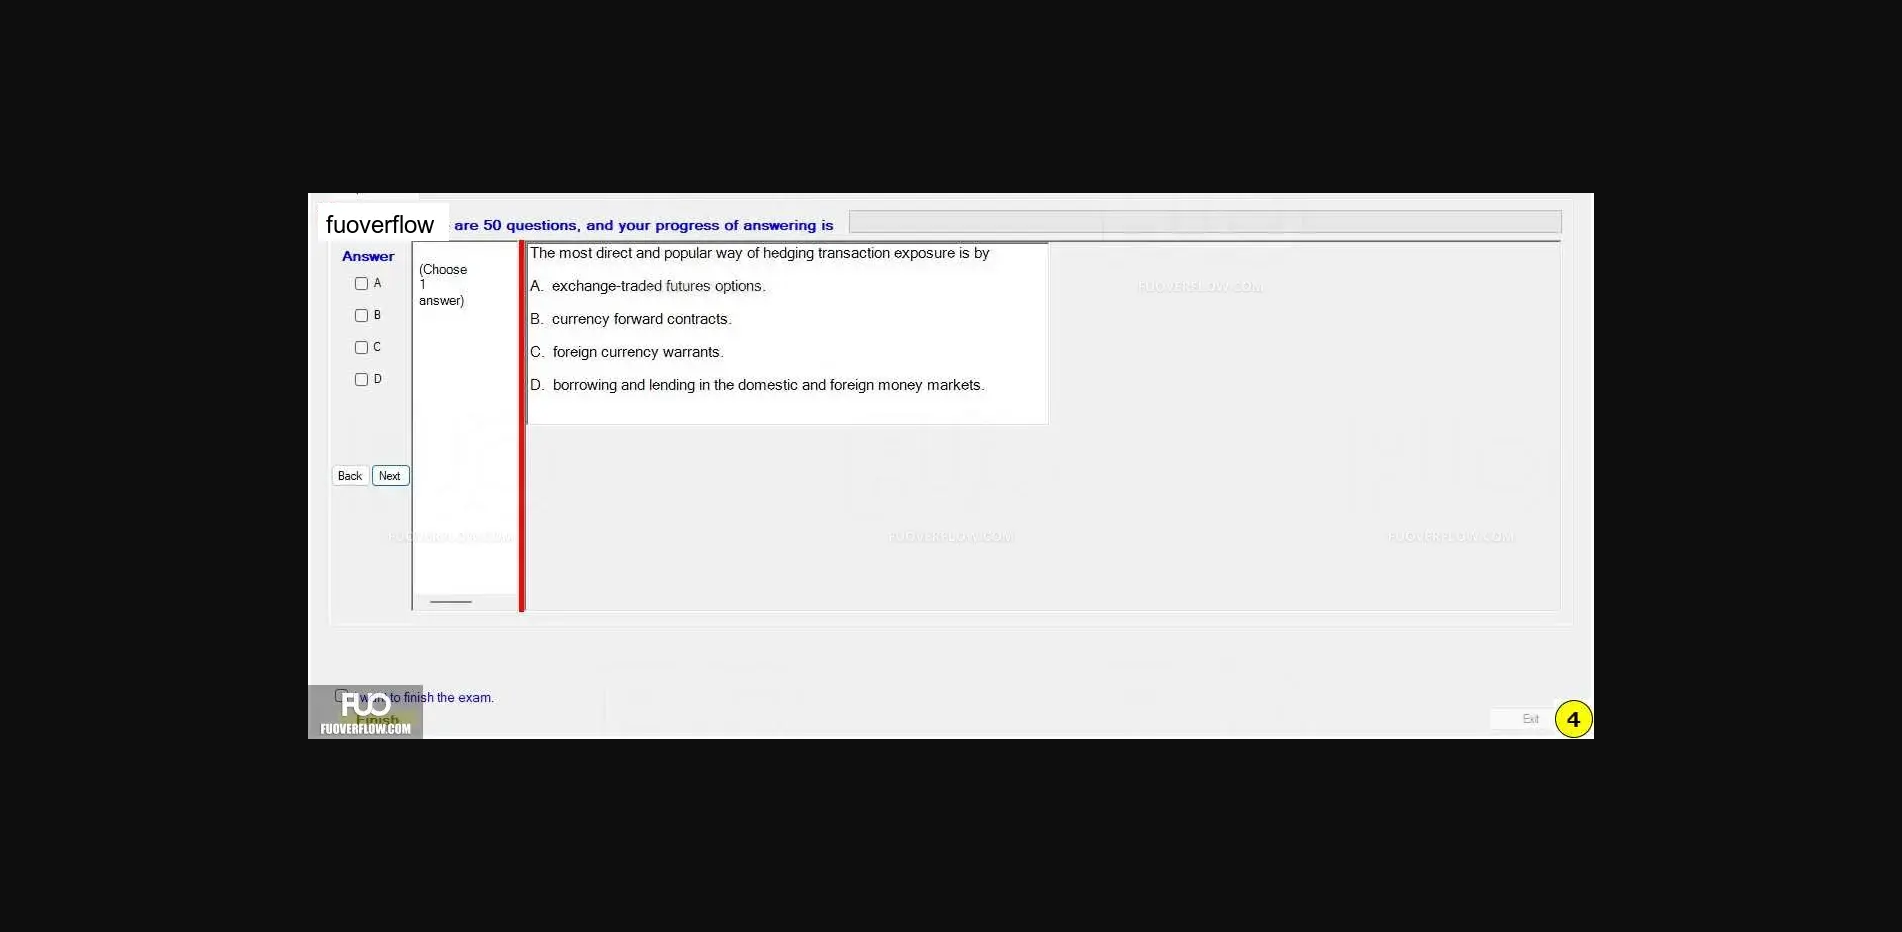 fuoverflow are 50 questions, and your progress of answering is
Answer
(Choose
1
answer)
A
B
C
D
The most direct and popular way of hedging transaction exposure is by
A. exchange-traded futures options.
B. currency forward contracts.
C. foreign currency warrants.
D. borrowing and lending in the domestic and foreign money markets.
Back
Next
FUOVERFLOW.COM
FUOVERFLOW.COM
FUOVERFLOW.COM
FUOVERFLOW.COM
I want to finish the exam.
FUO
Finish
FUOVERFLOW.COM
Exit
4